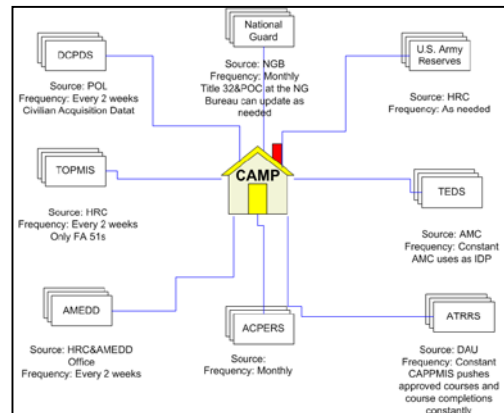 National
Guard
Source: NGB
Frequency: Monthly
Title 32&POC at the NG
Bureau can update as
needed
DCPDS
Source: POL
Frequency: Every 2 weeks
Civilian Acquisition Datat
U.S. Army
Reserves
Source: HRC
Frequency: As needed
TOPMIS
Source: HRC
Frequency: Every 2 weeks
Only FA 51s
CAMP
TEDS
Source: AMC
Frequency: Constant
AMC uses as IDP
AMEDD
Source: HRC&AMEDD
Office
Frequency: Every 2 weeks
ACPERS
Source:
Frequency: Monthly
ATRRS
Source: DAU
Frequency: Constant
CAPPMIS pushes
approved courses and
course completions
constantly